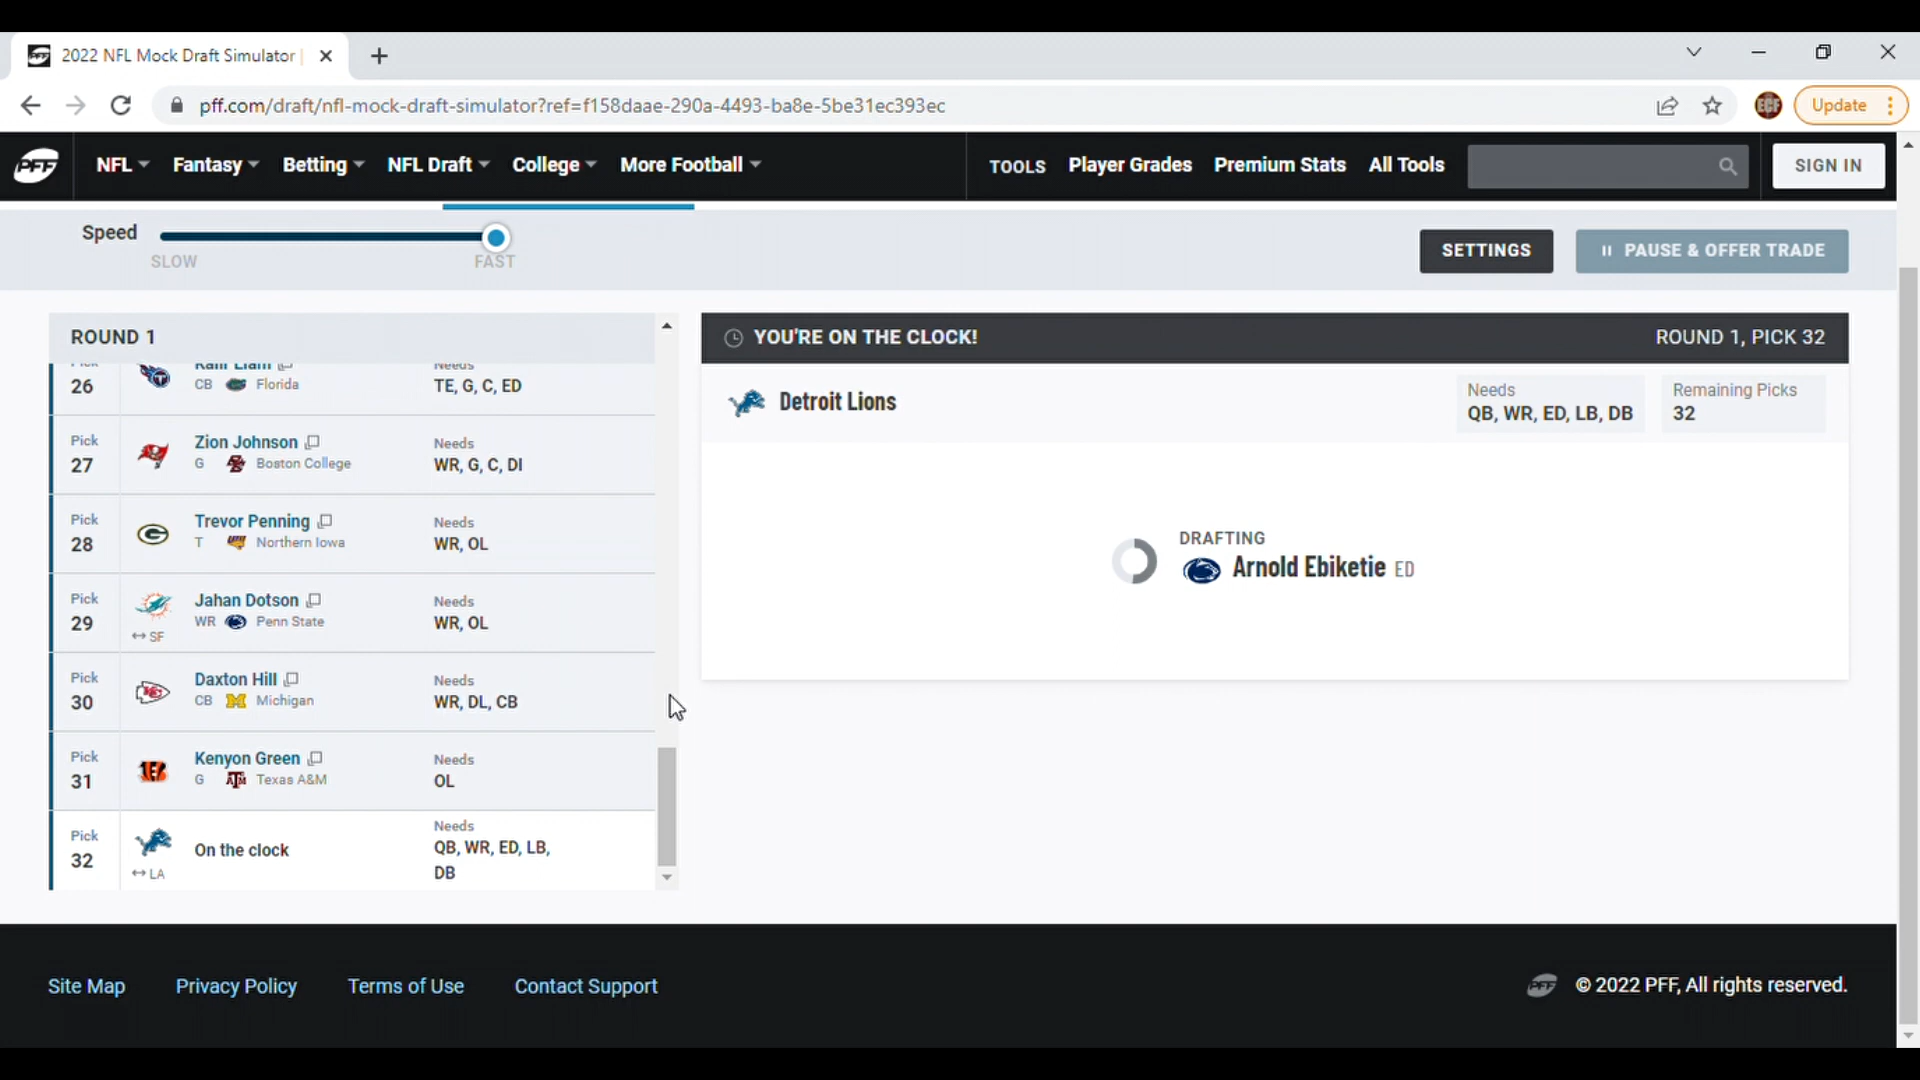 2022 NFL Mock Draft Simulator |
pff.com/draft/nfl-mock-draft-simulator?ref=f158daae-290a-4493-ba8e-5be31ec393ec
ECF
Update
PFF
NFL
Fantasy
Betting
NFL Draft
College
More Football
TOOLS
Player Grades
Premium Stats
All Tools
SIGN IN
Speed
SLOW
FAST
SETTINGS
PAUSE & OFFER TRADE
ROUND 1
26
Kaiir Elam
CB Florida
Needs
TE, G, C, ED
Pick
27
Zion Johnson
G Boston College
Needs
WR, G, C, DI
Pick
28
Trevor Penning
T Northern Iowa
Needs
WR, OL
Pick
29
↔ SF
Jahan Dotson
WR Penn State
Needs
WR, OL
Pick
30
Daxton Hill
CB Michigan
Needs
WR, DL, CB
Pick
31
Kenyon Green
G Texas A&M
Needs
OL
Pick
32
↔ LA
On the clock
Needs
QB, WR, ED, LB,
DB
YOU'RE ON THE CLOCK!
ROUND 1, PICK 32
Detroit Lions
Needs
QB, WR, ED, LB, DB
Remaining Picks
32
DRAFTING
Arnold Ebiketie ED
Site Map
Privacy Policy
Terms of Use
Contact Support
PFF
© 2022 PFF, All rights reserved.